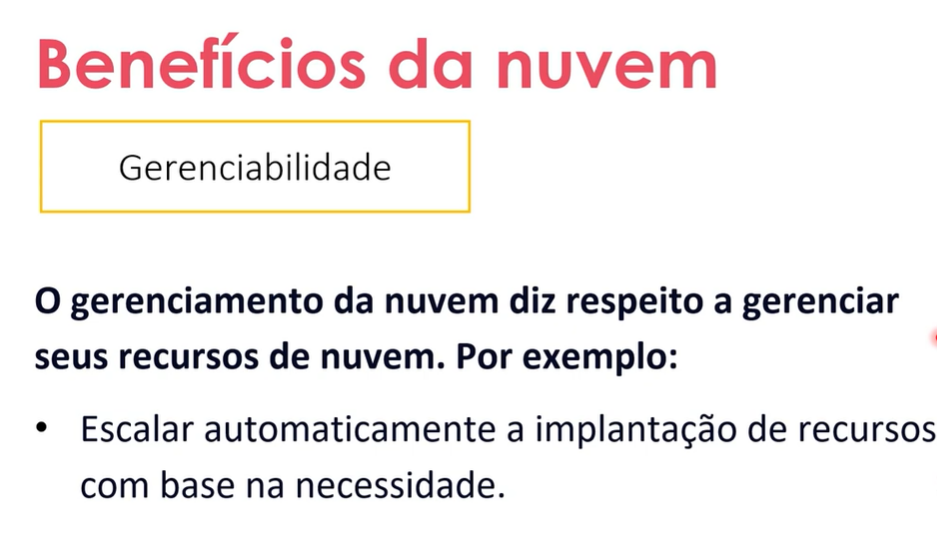 Benefícios da nuvem
Gerenciabilidade
O gerenciamento da nuvem diz respeito a gerenciar
seus recursos de nuvem. Por exemplo:
• Escalar automaticamente a implantação de recursos
com base na necessidade.